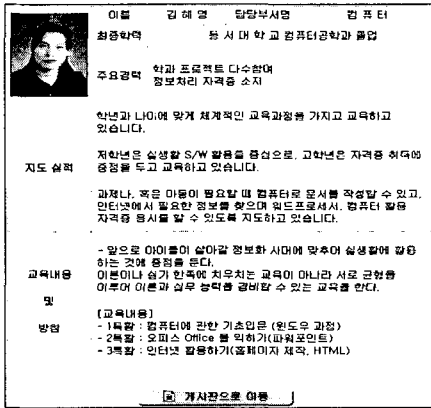 이름 김혜영 담당부서명 컴퓨터
최종학력 동서대학교 컴퓨터공학과 졸업
주요경력 학과 프로젝트 다수참여
정보처리 자격증 소지
학년과 나이에 맞게 체계적인 교육과정을 가지고 교육하고
있습니다.
지도 실적 저학년은 실생활 S/W 활용을 중심으로, 고학년은 자격증 취득에
중점을 두고 교육하고 있습니다.
과제나, 혹은 아동이 필요할 때 컴퓨터로 문서를 작성할 수 있고,
인터넷에서 필요한 정보를 찾으며 워드프로세서, 컴퓨터 활용
자격증 응시를 할 수 있도록 지도하고 있습니다.
- 앞으로 아이들이 살아갈 정보화 시대에 맞추어 실생활에 활용
하는 것에 중점을 둔다.
교육내용 이론이나 실기 한쪽에 치우치는 교육이 아니라 서로 균형을
이루어 이론과 실무 능력을 겸비할 수 있는 교육을 한다.
및
[교육내용]
방침 - 1특활 : 컴퓨터에 관한 기초입문 (윈도우 과정)
- 2특활 : 오피스 Office 를 익히기(파워포인트)
- 3특활 : 인터넷 활용하기(홈페이지 제작, HTML)
게시판으로 이동